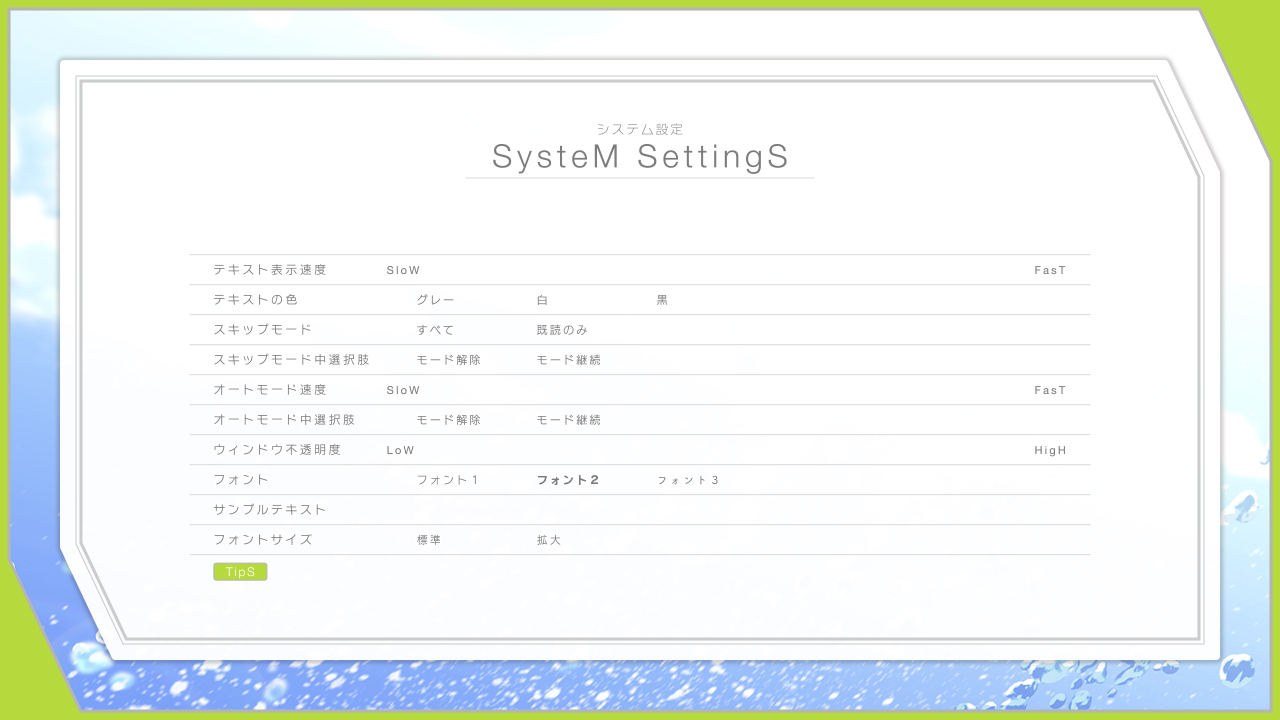 システム設定
SysteM SettingS
テキスト表示速度 SloW FasT
テキストの色 グレー 白 黒
スキップモード すべて 既読のみ
スキップモード中選択肢 モード解除 モード継続
オートモード速度 SloW FasT
オートモード中選択肢 モード解除 モード継続
ウィンドウ不透明度 LoW HigH
フォント フォント1 フォント2 フォント3
サンプルテキスト
フォントサイズ 標準 拡大
TipS